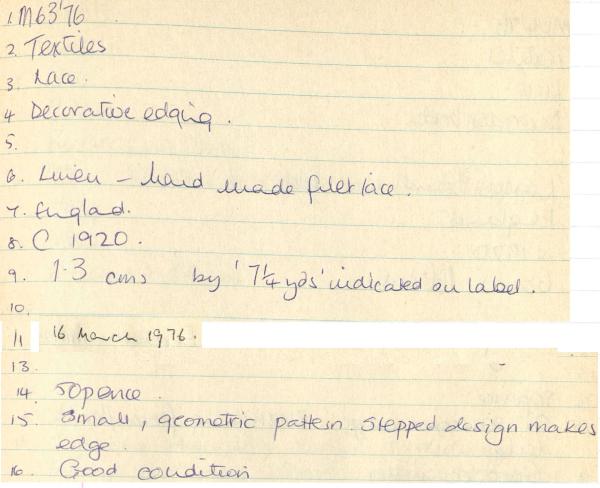 1. M63'76
2. Textiles
3. Lace.
4 Decorative edging.
5.
6. Linen - hand made filet lace.
7. England.
8. C 1920.
9. 1.3 cms by '7¼ yds' indicated on label.
10.
11 16 March 1976.
13.
14. 50pence.
15. Small, geometric pattern. Stepped design makes
edge.
16. Good condition